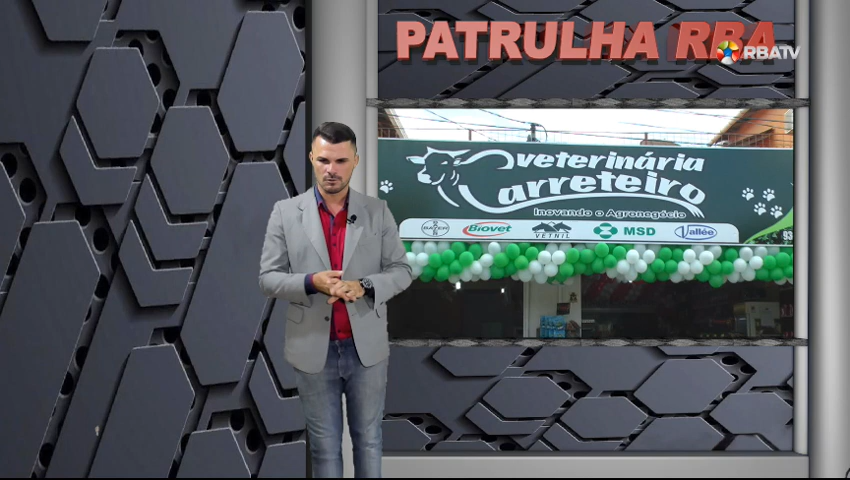 PATRULHA RBA
RBATV
veterinária
Carreteiro
Inovando o Agronegócio
BAYER
Biovet
VETNIL
MSD
Vallée
93